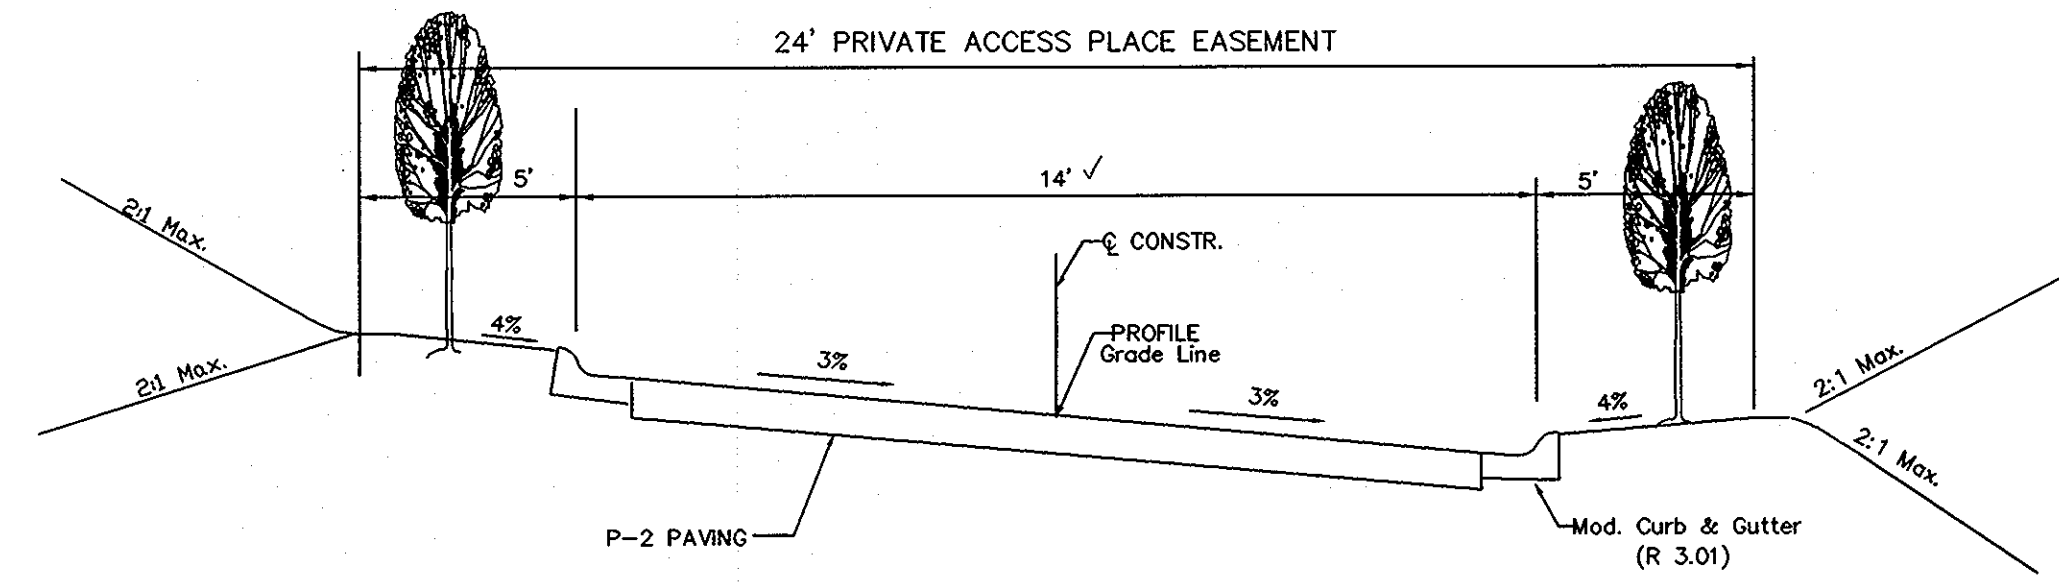 24' PRIVATE ACCESS PLACE EASEMENT
5'
14' ✓
5'
2:1 Max.
℄ CONSTR.
4%
PROFILE
Grade Line
2:1 Max.
3%
3%
4%
2:1 Max.
2:1 Max.
P-2 PAVING
Mod. Curb & Gutter
(R 3.01)